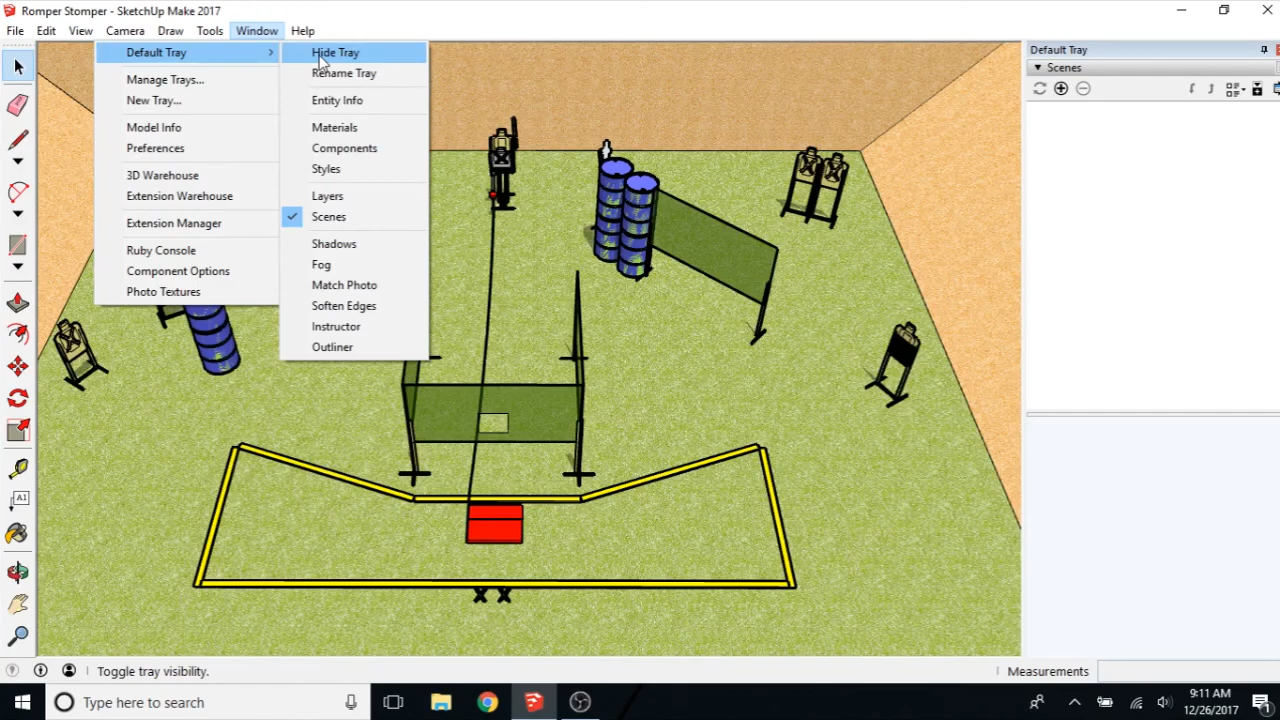 Romper Stomper - SketchUp Make 2017
File Edit View Camera Draw Tools Window Help
Default Tray
Manage Trays...
New Tray...
Model Info
Preferences
3D Warehouse
Extension Warehouse
Extension Manager
Ruby Console
Component Options
Photo Textures
Hide Tray
Rename Tray
Entity Info
Materials
Components
Styles
Layers
Scenes
Shadows
Fog
Match Photo
Soften Edges
Instructor
Outliner
Default Tray
Scenes
A1
X X
Toggle tray visibility.
Measurements
Type here to search
9:11 AM
12/26/2017
1